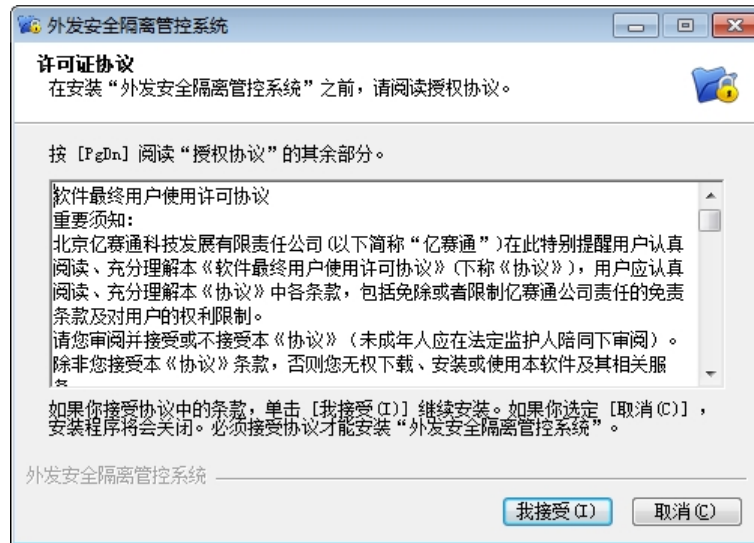 外发安全隔离管控系统
许可证协议
在安装“外发安全隔离管控系统”之前，请阅读授权协议。
按 [PgDn] 阅读“授权协议”的其余部分。
软件最终用户使用许可协议
重要须知:
北京亿赛通科技发展有限责任公司(以下简称“亿赛通”)在此特别提醒用户认真
阅读、充分理解本《软件最终用户使用许可协议》(下称《协议》)，用户应认真
阅读、充分理解本《协议》中各条款，包括免除或者限制亿赛通公司责任的免责
条款及对用户的权利限制。
请您审阅并接受或不接受本《协议》（未成年人应在法定监护人陪同下审阅）。
除非您接受本《协议》条款，否则您无权下载、安装或使用本软件及其相关服
如果你接受协议中的条款，单击 [我接受(I)] 继续安装。如果你选定 [取消(C)] ，
安装程序将会关闭。必须接受协议才能安装“外发安全隔离管控系统”。
外发安全隔离管控系统
我接受(I)
取消(C)